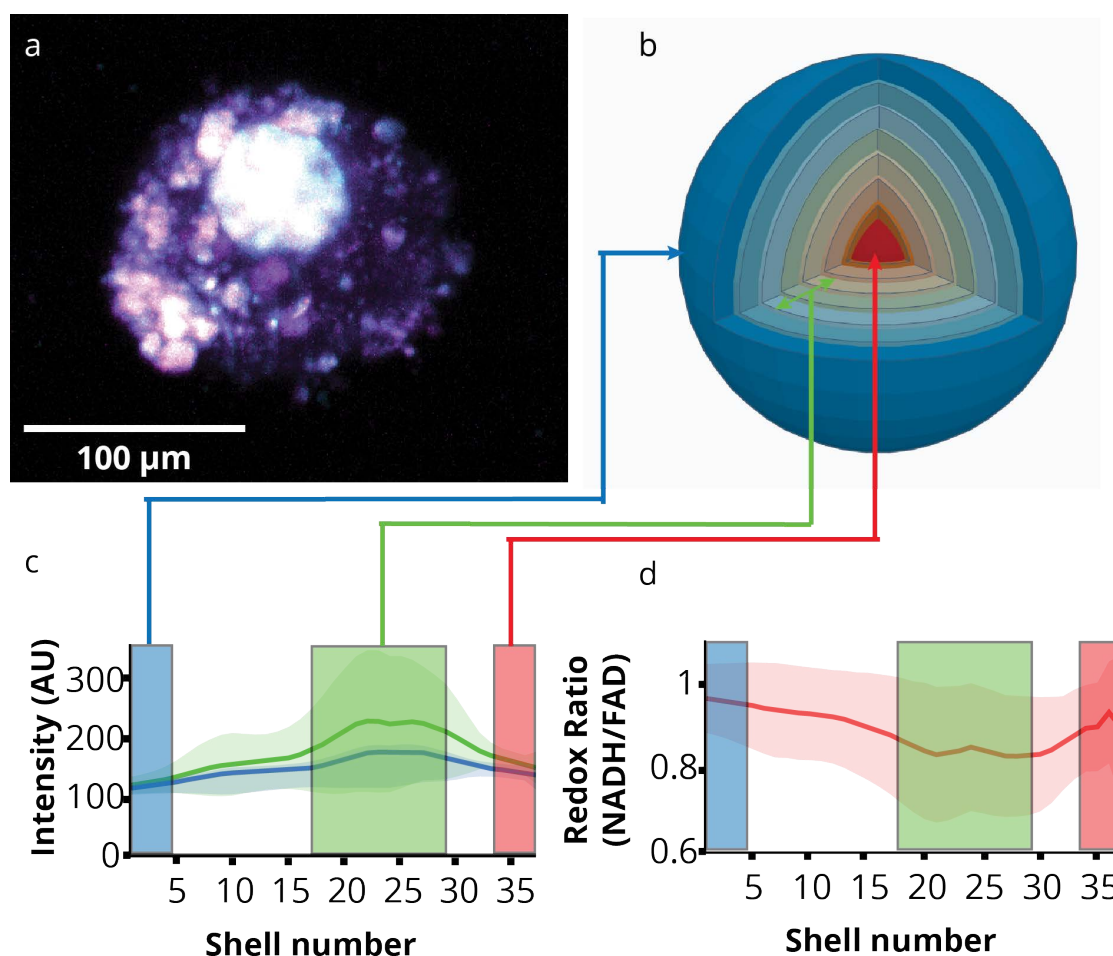 a
b
100 µm
c
d
Intensity (AU)
300
200
100
0
5 10 15 20 25 30 35
Shell number
Redox Ratio
(NADH/FAD)
1
0.8
0.6
5 10 15 20 25 30 35
Shell number